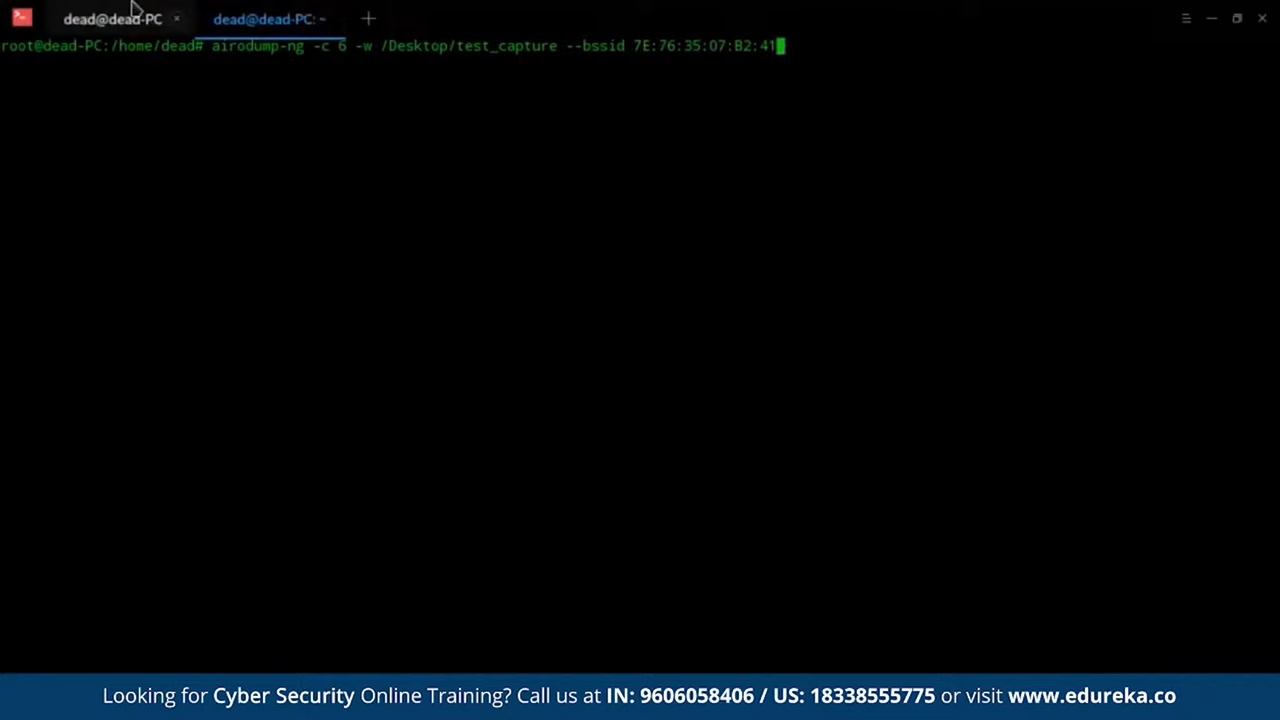 dead@dead-PC × dead@dead-PC: ~ +
root@dead-PC:/home/dead# airodump-ng -c 6 -w /Desktop/test_capture --bssid 7E:76:35:07:B2:41
Looking for Cyber Security Online Training? Call us at IN: 9606058406 / US: 18338555775 or visit www.edureka.co